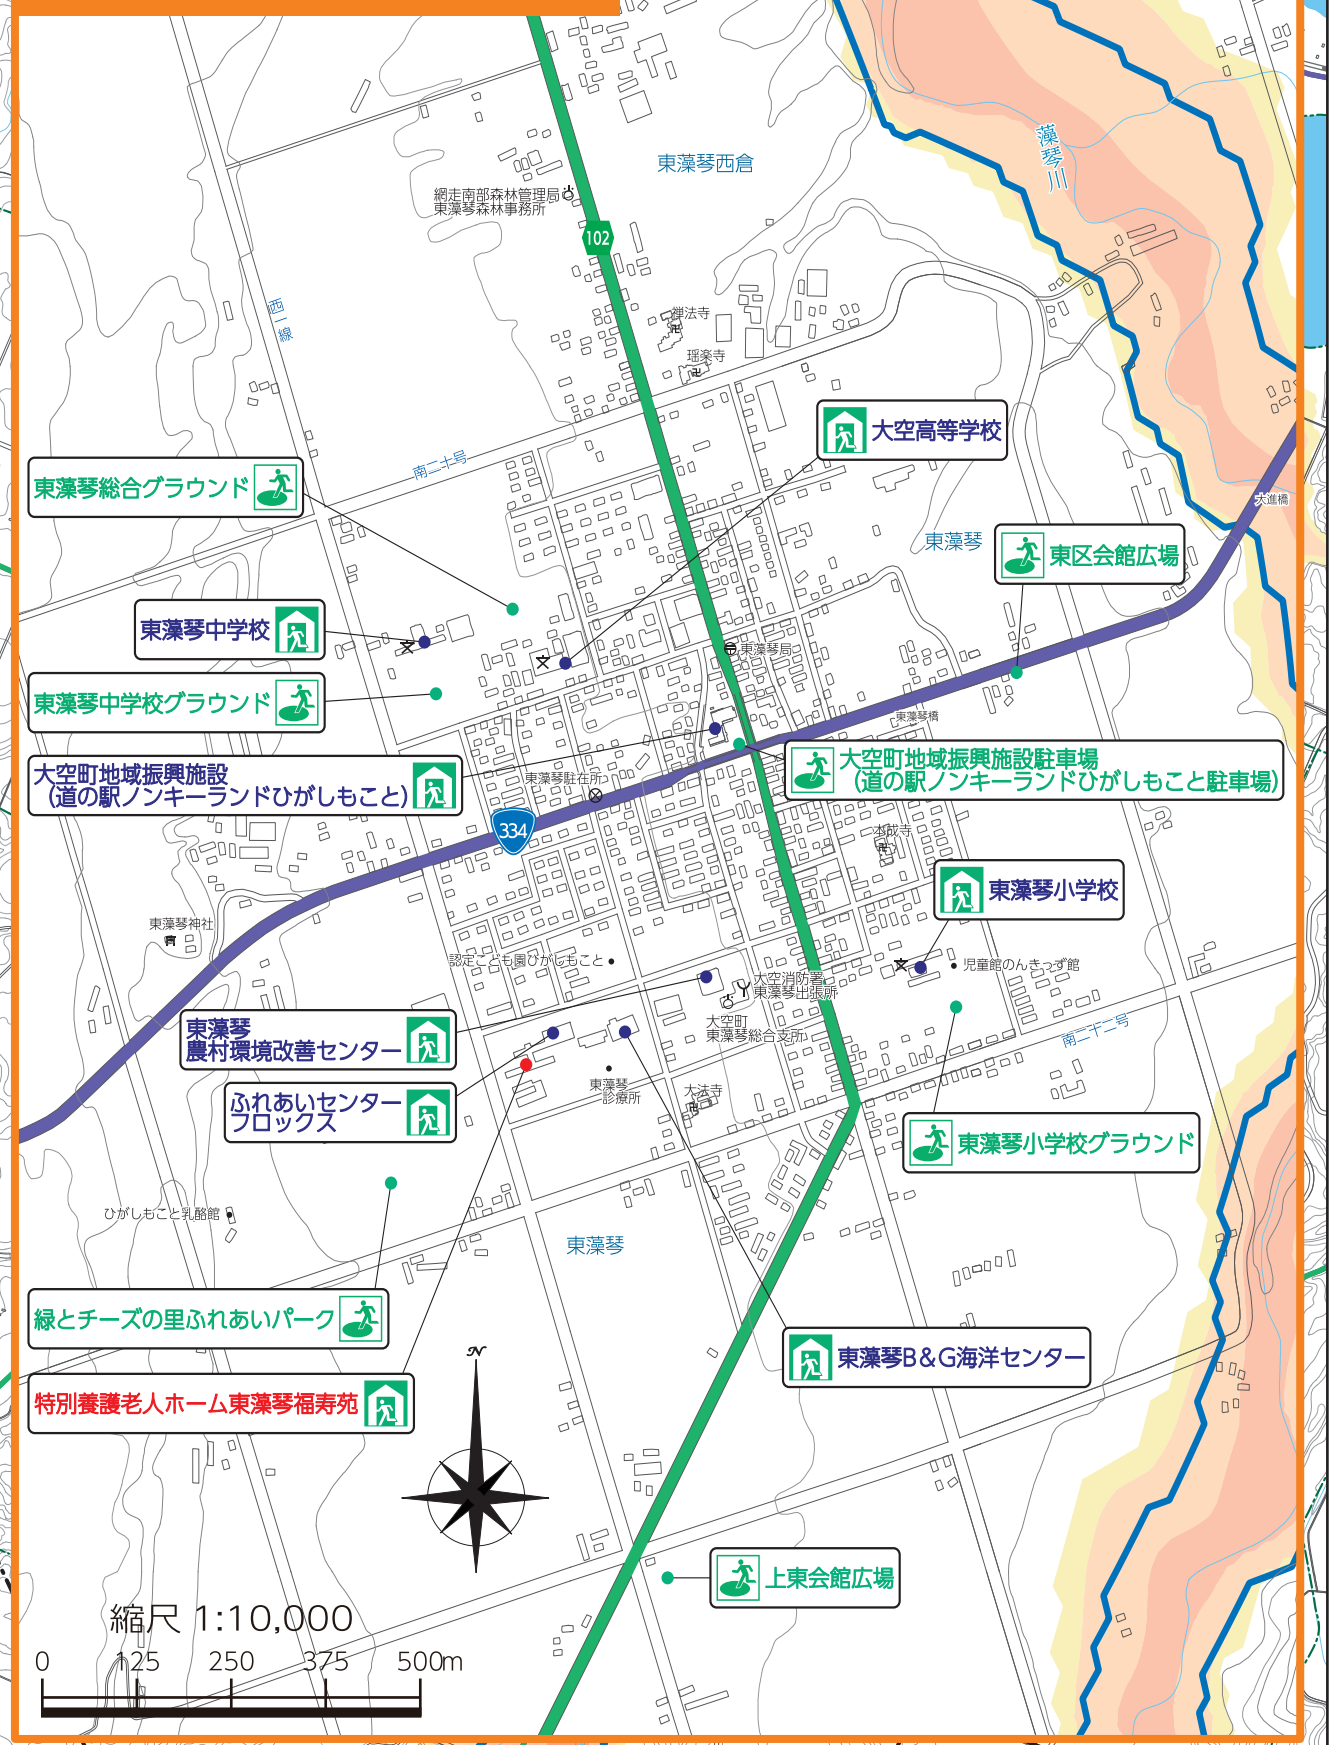 東藻琴西倉
藻琴川
網走南部森林管理局
東藻琴森林事務所
102
西一線
禅法寺
瑶楽寺
大空高等学校
南二十号
東藻琴総合グラウンド
大進橋
東藻琴
東区会館広場
東藻琴中学校
東藻琴局
東藻琴中学校グラウンド
東藻琴橋
大空町地域振興施設
(道の駅ノンキーランドひがしもこと)
大空町地域振興施設駐車場
(道の駅ノンキーランドひがしもこと駐車場)
東藻琴駐在所
334
本成寺
東藻琴小学校
東藻琴神社
認定こども園ひがしもこと
児童館のんきっず館
大空消防署
東藻琴出張所
大空町
東藻琴総合支所
南二十二号
東藻琴
農村環境改善センター
ふれあいセンター
フロックス
東藻琴
診療所
大法寺
東藻琴小学校グラウンド
ひがしもこと乳酪館
東藻琴
緑とチーズの里ふれあいパーク
東藻琴B&G海洋センター
特別養護老人ホーム東藻琴福寿苑
N
上東会館広場
縮尺 1:10,000
0 125 250 375 500m